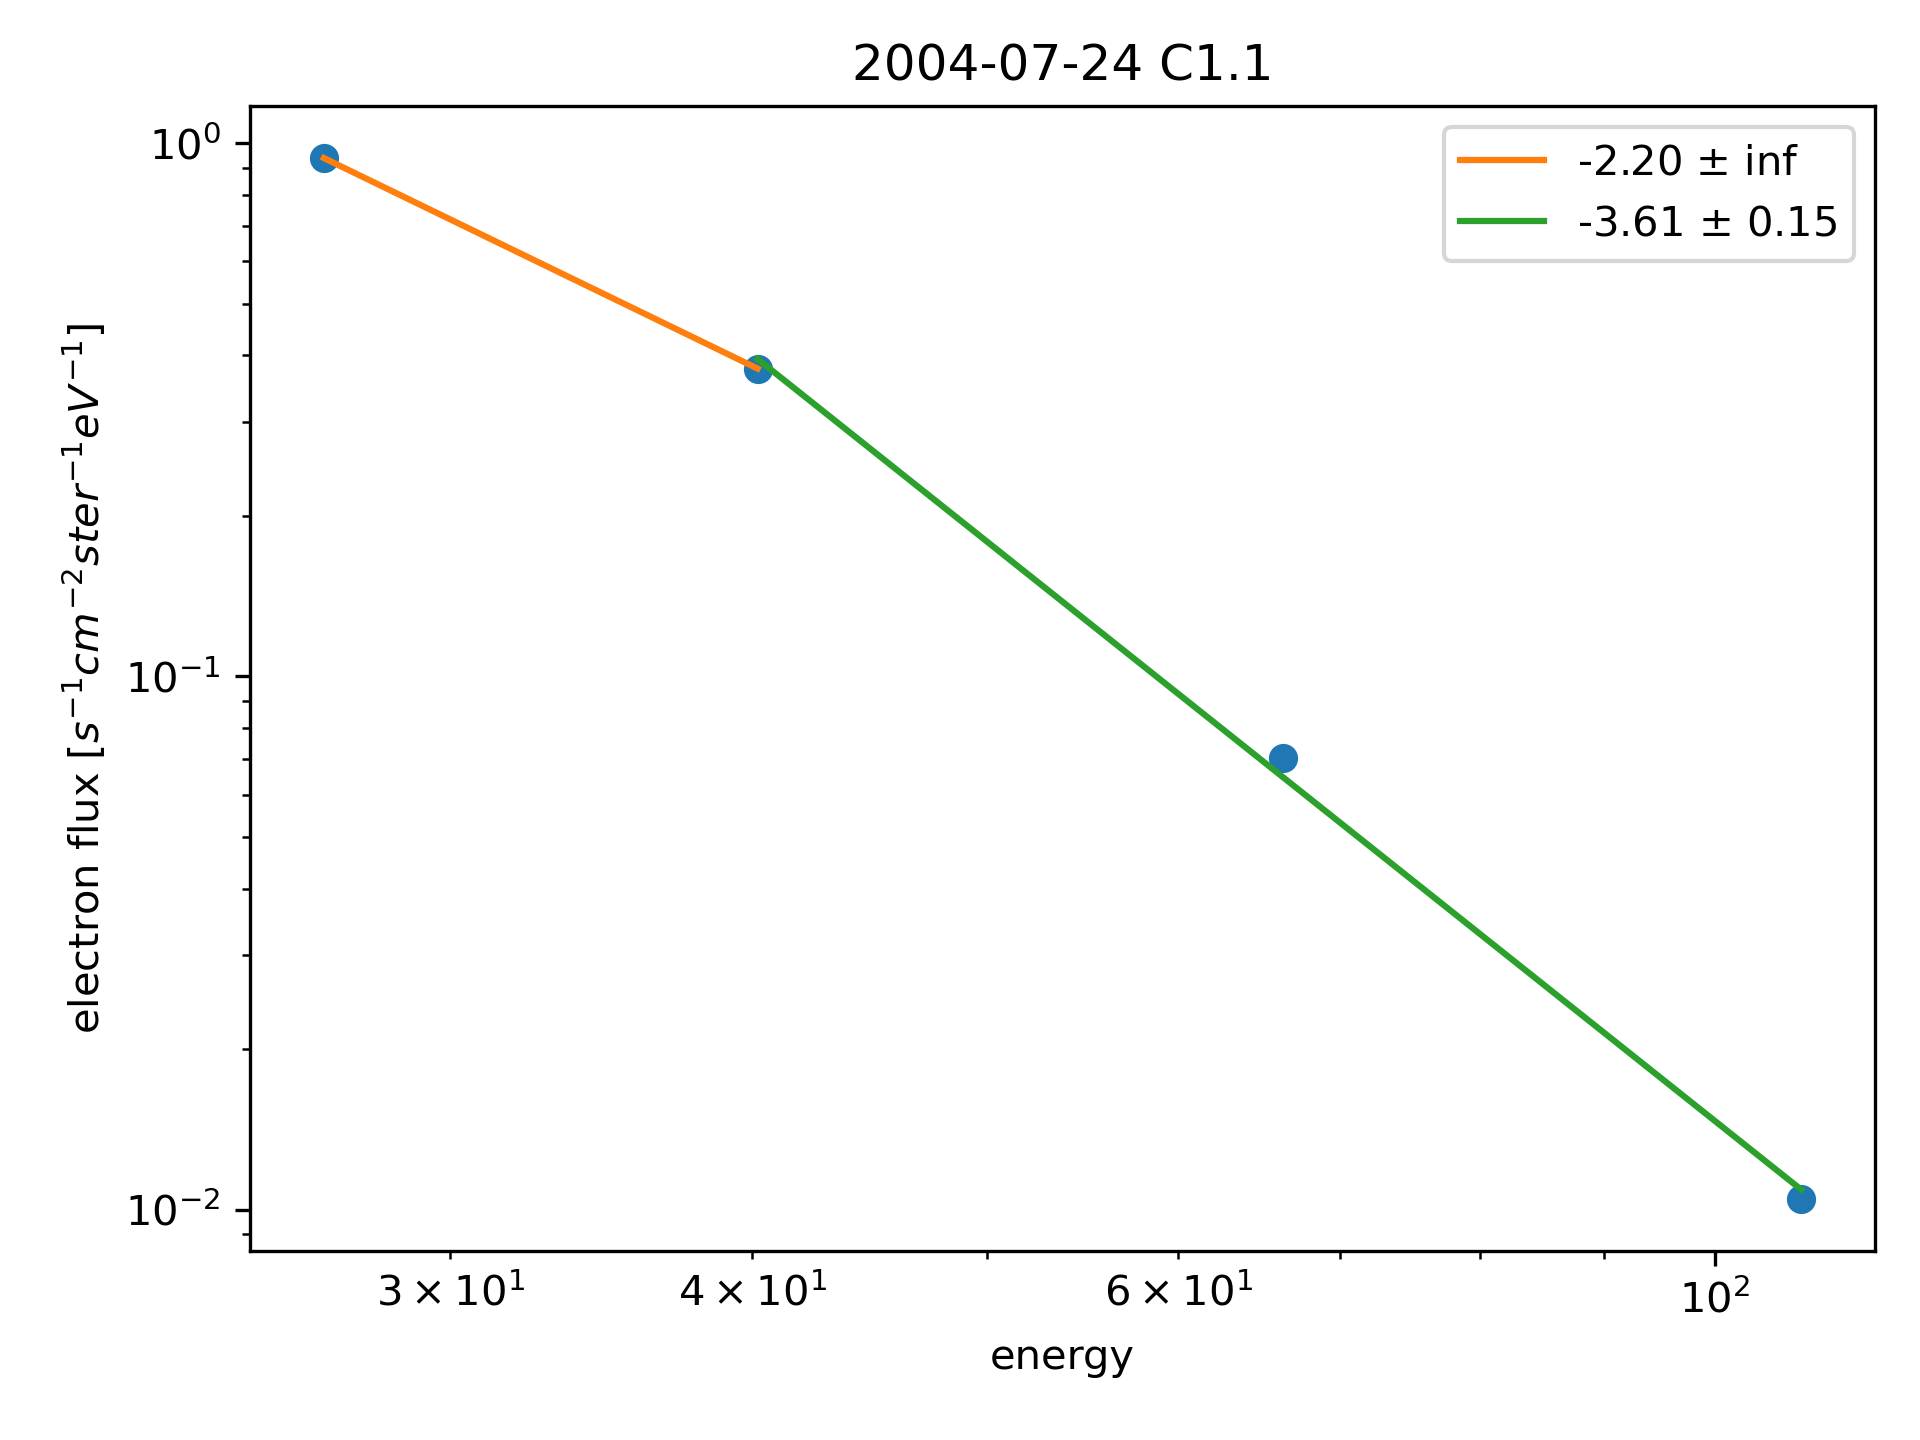 2004-07-24 C1.1
-2.20 ± inf
-3.61 ± 0.15
electron flux [s⁻¹cm⁻²ster⁻¹eV⁻¹]
10⁰
10⁻¹
10⁻²
3 × 10¹
4 × 10¹
6 × 10¹
10²
energy